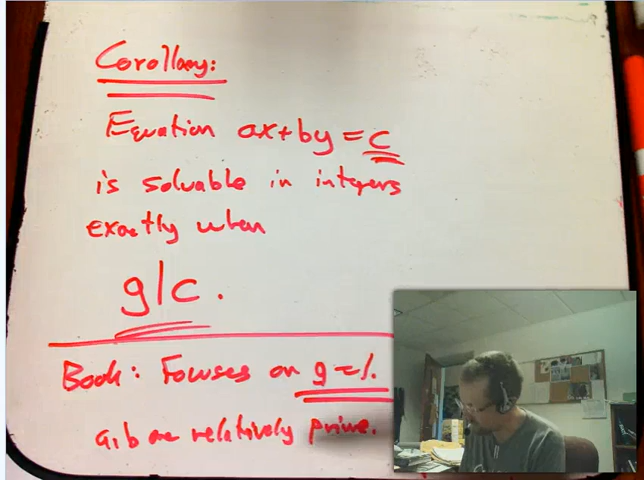 Corollary:
Equation ax+by=c
is solvable in integers
exactly when
g|c.
Book: Focuses on g=1.
a,b are relatively prime.